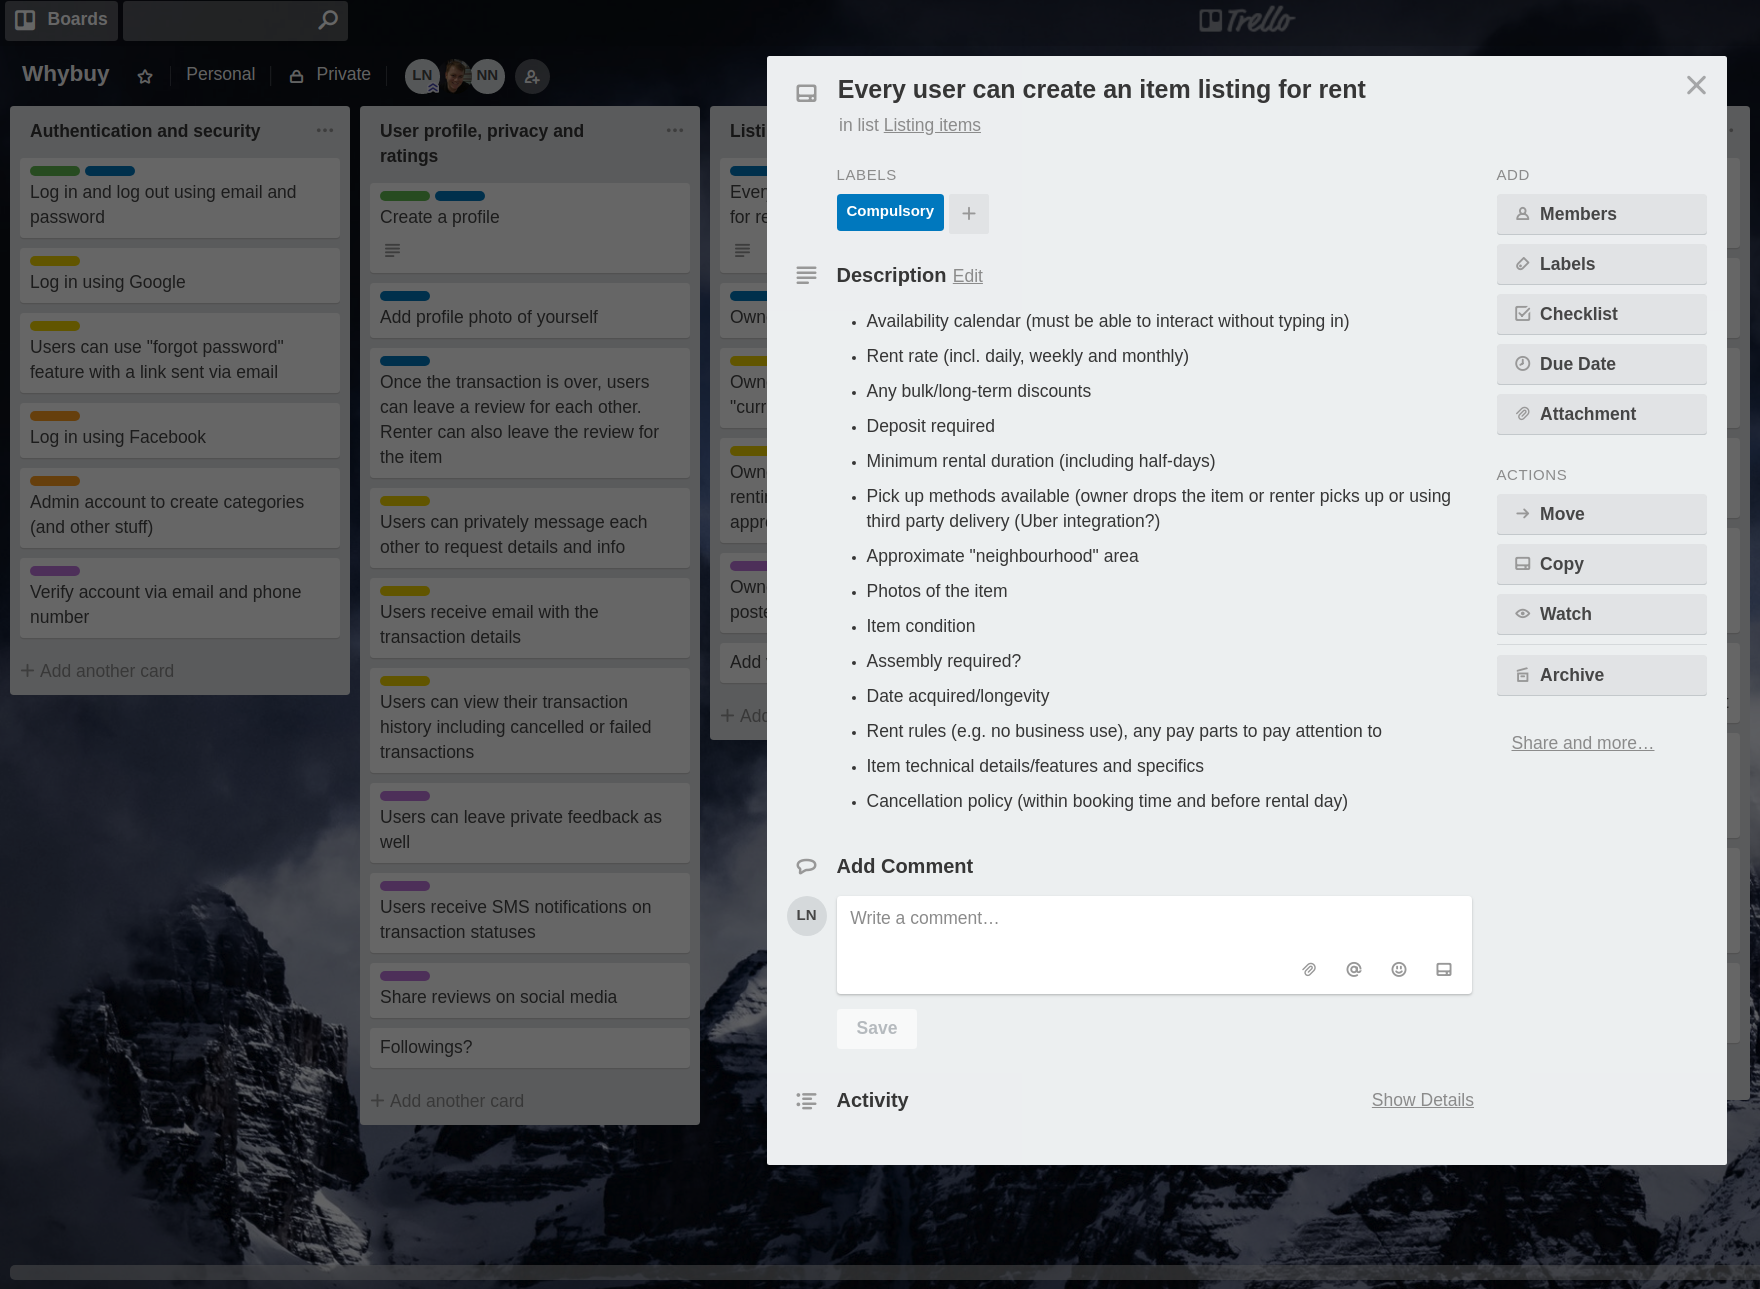 Boards
Trello
Whybuy
Personal
Private
LN
NN
Authentication and security
Log in and log out using email and
password
Log in using Google
Users can use "forgot password"
feature with a link sent via email
Log in using Facebook
Admin account to create categories
(and other stuff)
Verify account via email and phone
number
Add another card
User profile, privacy and
ratings
Create a profile
Add profile photo of yourself
Once the transaction is over, users
can leave a review for each other.
Renter can also leave the review for
the item
Users can privately message each
other to request details and info
Users receive email with the
transaction details
Users can view their transaction
history including cancelled or failed
transactions
Users can leave private feedback as
well
Users receive SMS notifications on
transaction statuses
Share reviews on social media
Followings?
Add another card
Add
Every user can create an item listing for rent
in list Listing items
LABELS
Compulsory
Description Edit
• Availability calendar (must be able to interact without typing in)
• Rent rate (incl. daily, weekly and monthly)
• Any bulk/long-term discounts
• Deposit required
• Minimum rental duration (including half-days)
• Pick up methods available (owner drops the item or renter picks up or using
third party delivery (Uber integration?)
• Approximate "neighbourhood" area
• Photos of the item
• Item condition
• Assembly required?
• Date acquired/longevity
• Rent rules (e.g. no business use), any pay parts to pay attention to
• Item technical details/features and specifics
• Cancellation policy (within booking time and before rental day)
Add Comment
LN
Write a comment…
Save
Activity
Show Details
ADD
Members
Labels
Checklist
Due Date
Attachment
ACTIONS
Move
Copy
Watch
Archive
Share and more…